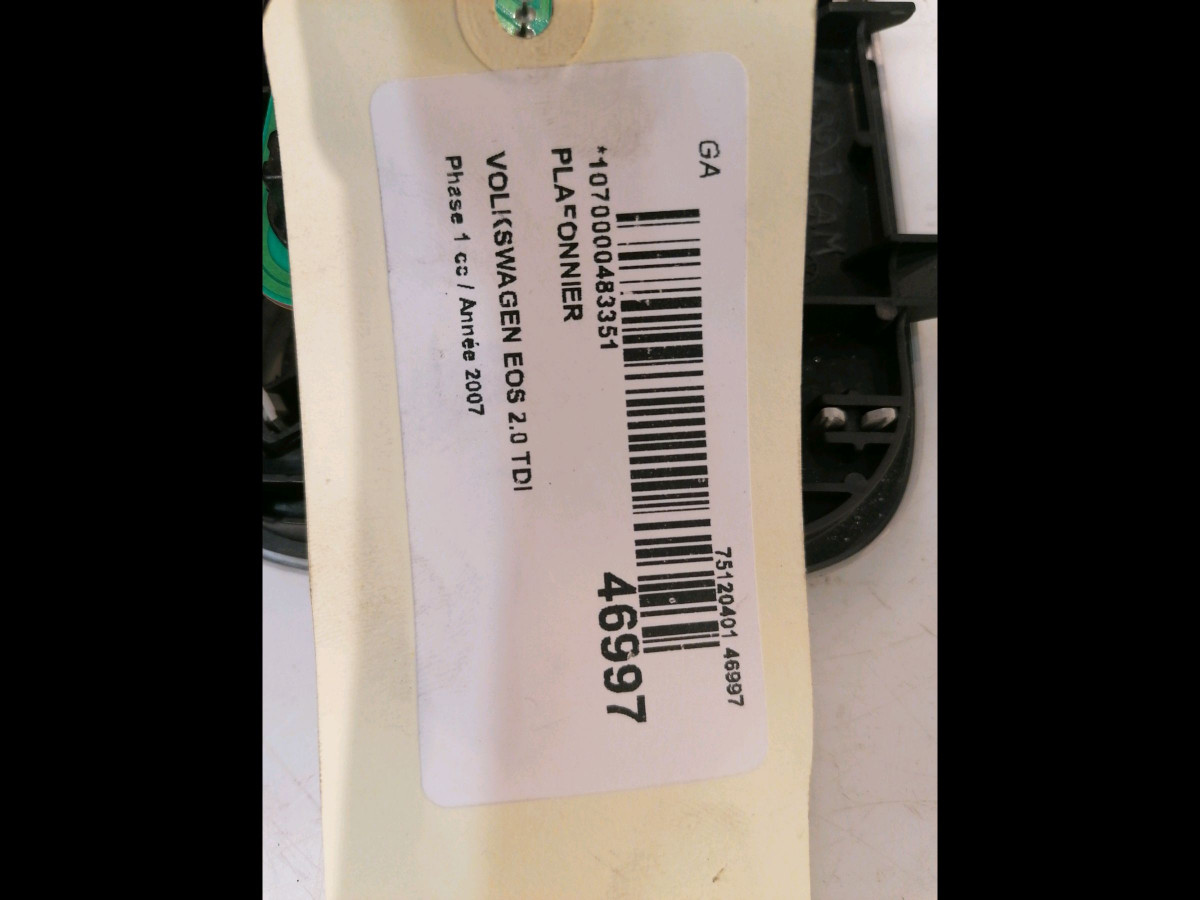 GA
75120401 46997
*1070000483351
46997
PLAFONNIER
VOLKSWAGEN EOS 2.0 TDI
Phase 1 cc / Année 2007